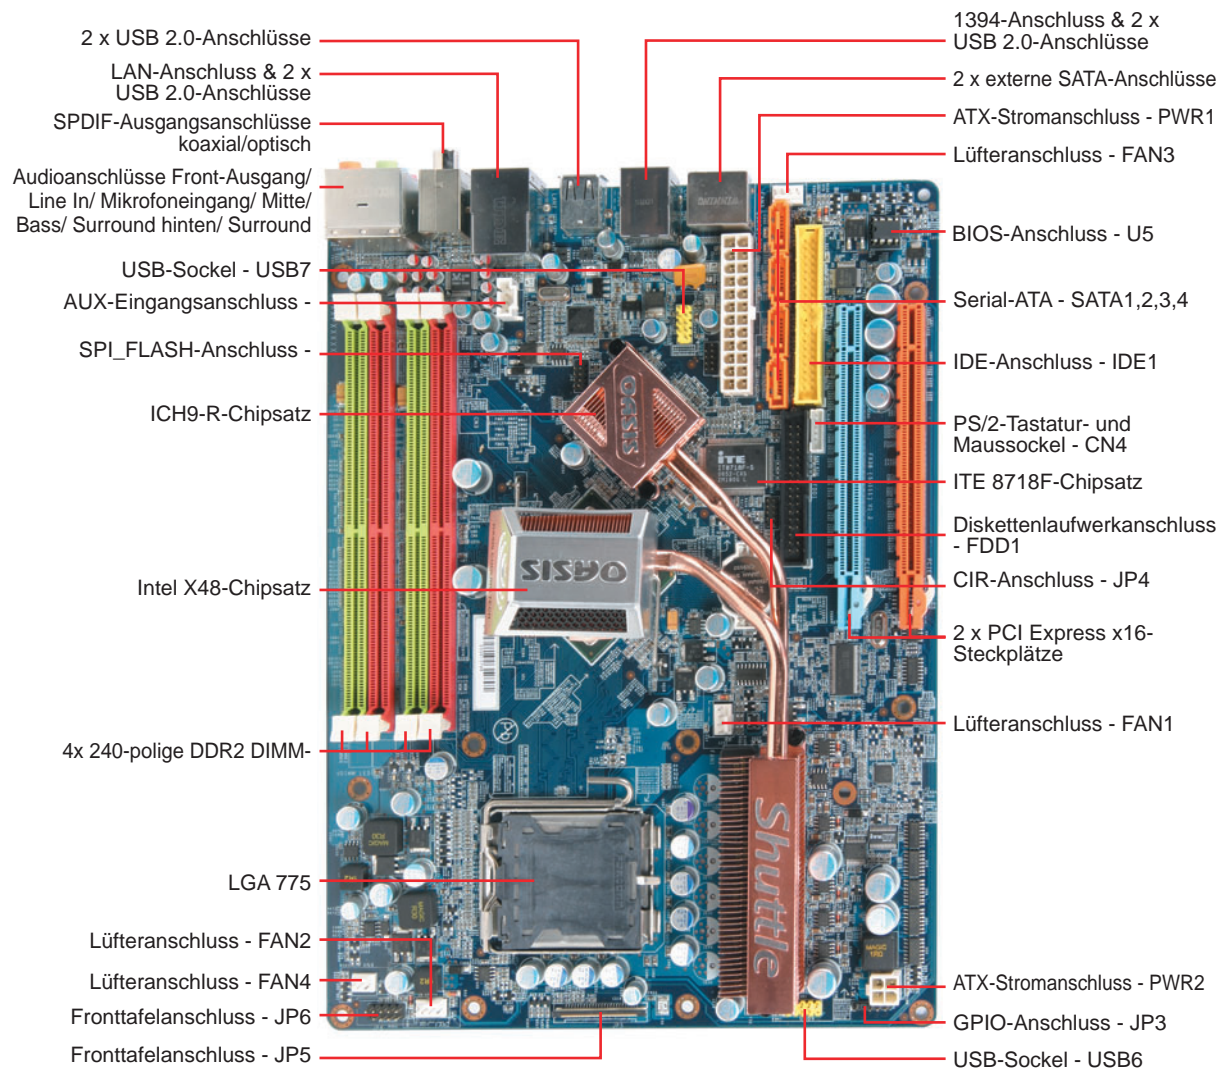 2 x USB 2.0-Anschlüsse
LAN-Anschluss & 2 x
USB 2.0-Anschlüsse
SPDIF-Ausgangsanschlüsse
koaxial/optisch
Audioanschlüsse Front-Ausgang/
Line In/ Mikrofoneingang/ Mitte/
Bass/ Surround hinten/ Surround
USB-Sockel - USB7
AUX-Eingangsanschluss -
SPI_FLASH-Anschluss -
ICH9-R-Chipsatz
Intel X48-Chipsatz
4x 240-polige DDR2 DIMM-
LGA 775
Lüfteranschluss - FAN2
Lüfteranschluss - FAN4
Fronttafelanschluss - JP6
Fronttafelanschluss - JP5
1394-Anschluss & 2 x
USB 2.0-Anschlüsse
2 x externe SATA-Anschlüsse
ATX-Stromanschluss - PWR1
Lüfteranschluss - FAN3
BIOS-Anschluss - U5
Serial-ATA - SATA1,2,3,4
IDE-Anschluss - IDE1
PS/2-Tastatur- und
Maussockel - CN4
ITE 8718F-Chipsatz
Diskettenlaufwerkanschluss
- FDD1
CIR-Anschluss - JP4
2 x PCI Express x16-
Steckplätze
Lüfteranschluss - FAN1
ATX-Stromanschluss - PWR2
GPIO-Anschluss - JP3
USB-Sockel - USB6
OASIS
iTE
OASIS
Shuttle